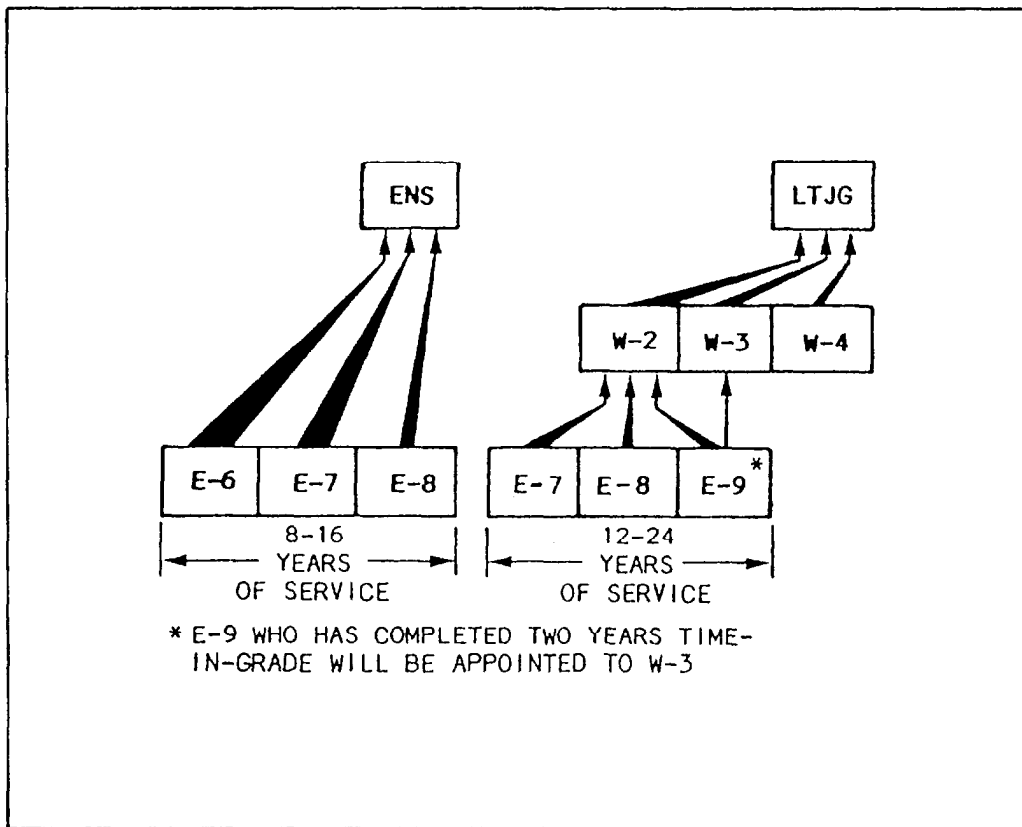 ENS
LTJG
W-2 W-3 W-4
E-6 E-7 E-8
E-7 E-8 E-9*
8-16
YEARS
OF SERVICE
12-24
YEARS
OF SERVICE
* E-9 WHO HAS COMPLETED TWO YEARS TIME-
IN-GRADE WILL BE APPOINTED TO W-3